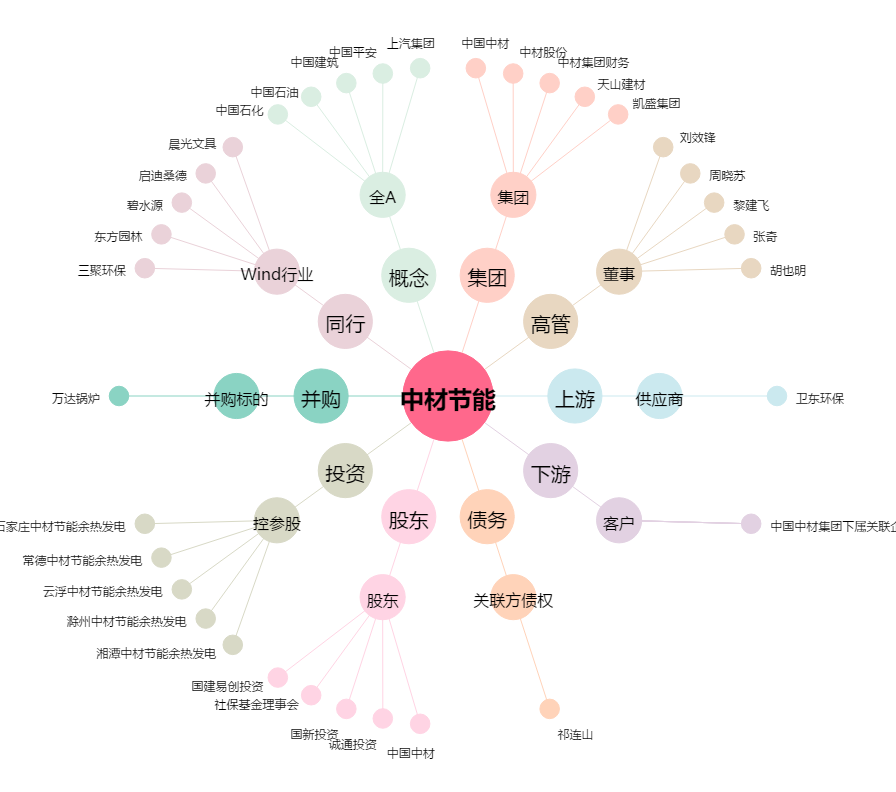 上汽集团
中国平安
中国建筑
中国石油
中国石化
中国中材
中材股份
中材集团财务
天山建材
凯盛集团
晨光文具
启迪桑德
碧水源
东方园林
三聚环保
刘效锋
周晓苏
黎建飞
张奇
胡也明
全A
集团
Wind行业
概念
集团
董事
同行
高管
万达锅炉
并购标的
并购
中材节能
上游
供应商
卫东环保
投资
下游
控参股
股东
债务
客户
石家庄中材节能余热发电
常德中材节能余热发电
云浮中材节能余热发电
滁州中材节能余热发电
湘潭中材节能余热发电
中国中材集团下属关联企
股东
关联方债权
国建易创投资
社保基金理事会
国新投资
诚通投资
中国中材
祁连山